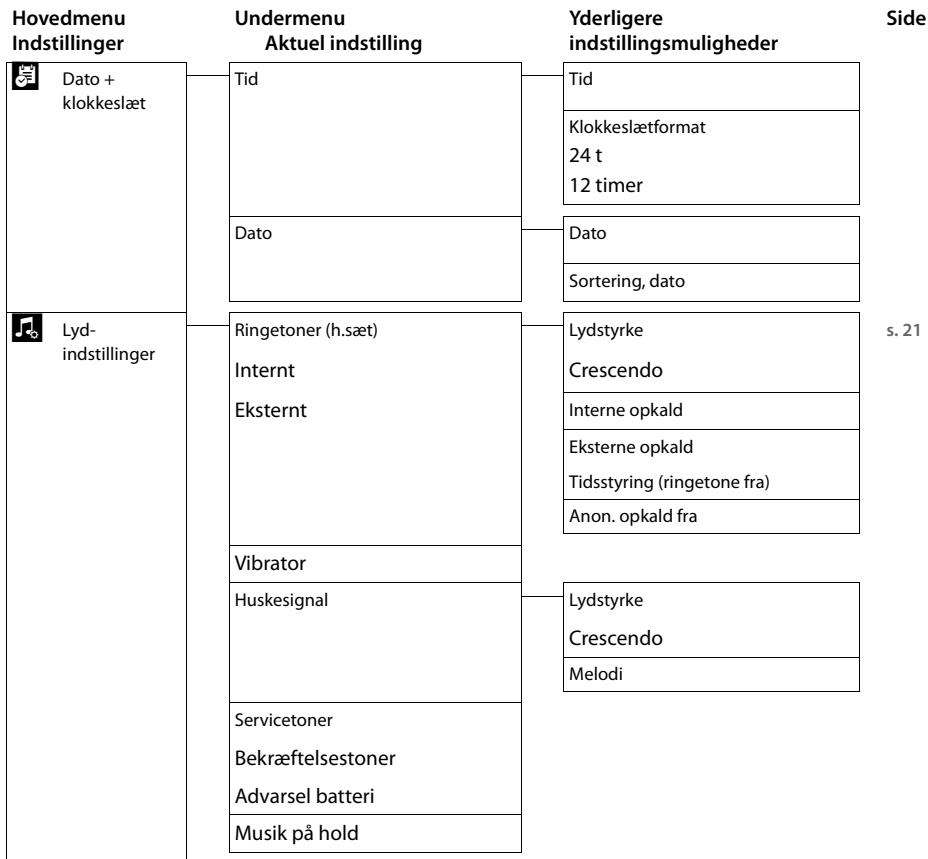 Hovedmenu
Indstillinger
Undermenu
Aktuel indstilling
Yderligere
indstillingsmuligheder
Side
Dato +
klokkeslæt
Tid
Tid
Klokkeslætformat
24 t
12 timer
Dato
Dato
Sortering, dato
Lyd-
indstillinger
Ringetoner (h.sæt)
Internt
Eksternt
Lydstyrke
Crescendo
Interne opkald
Eksterne opkald
Tidsstyring (ringetone fra)
Anon. opkald fra
s. 21
Vibrator
Huskesignal
Lydstyrke
Crescendo
Melodi
Servicetoner
Bekræftelsestoner
Advarsel batteri
Musik på hold